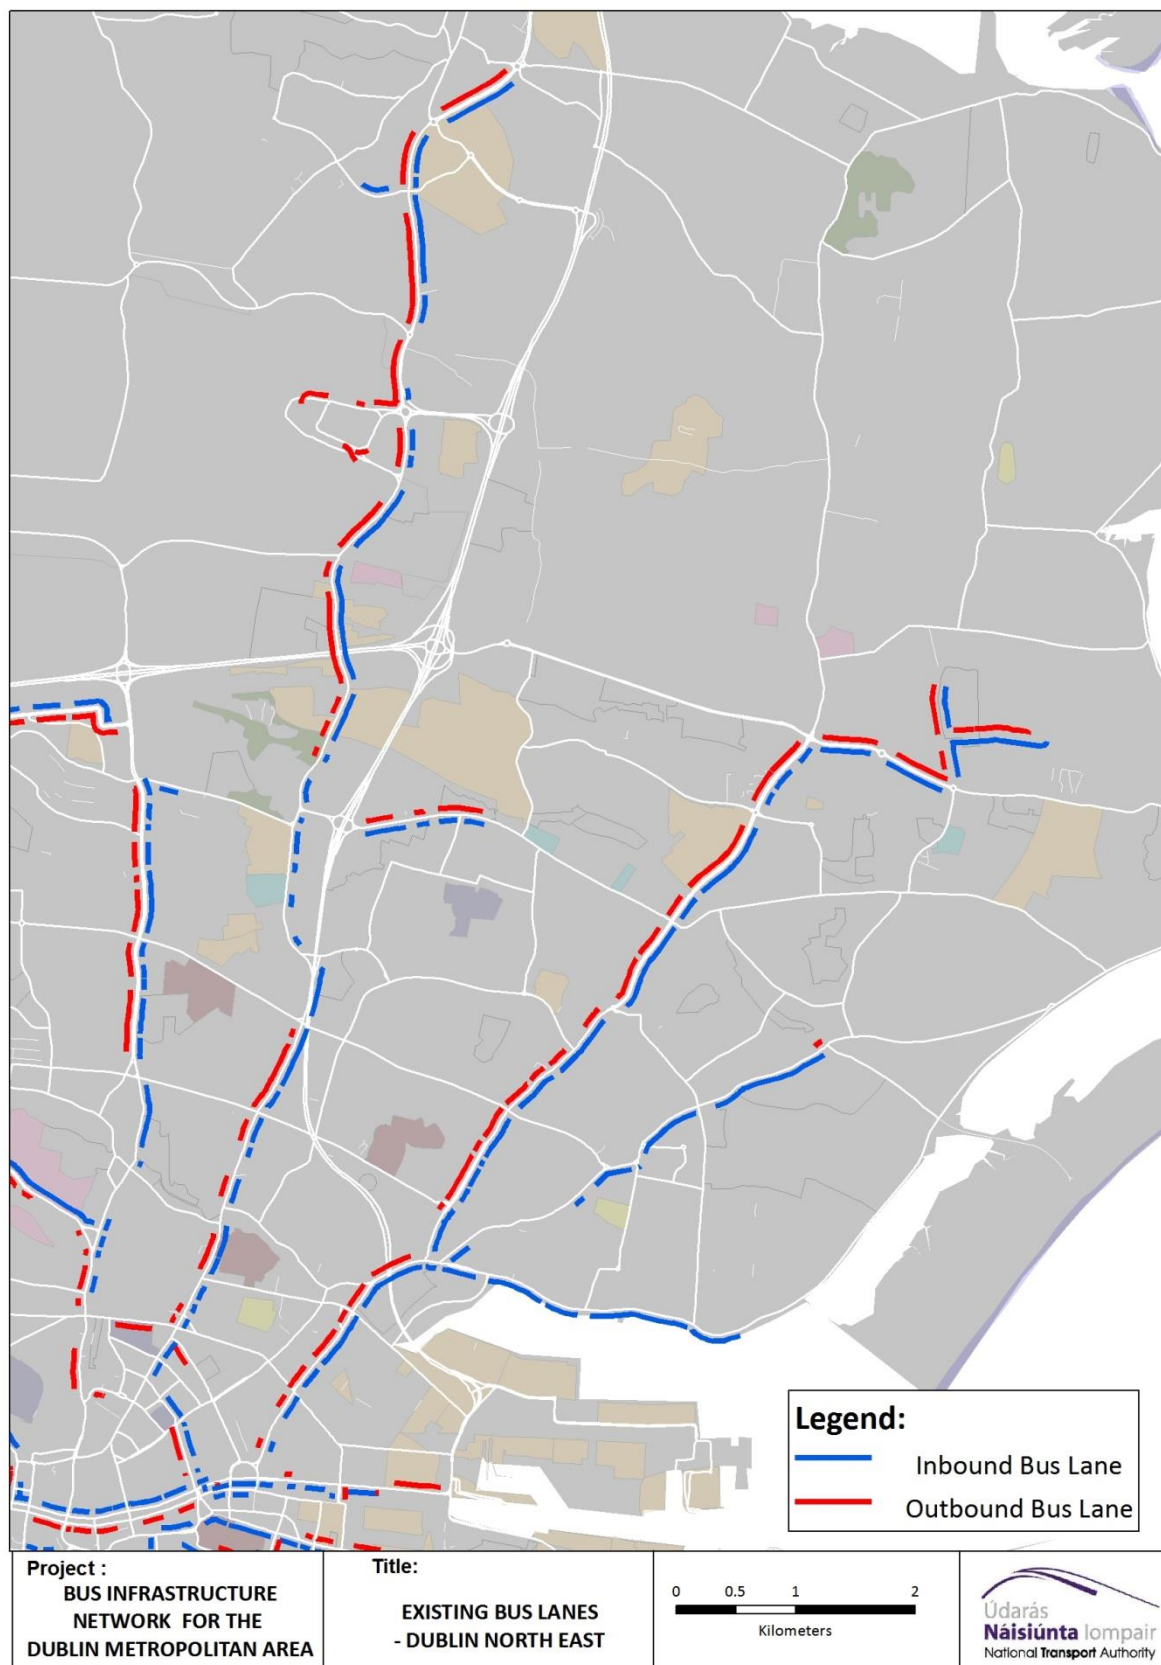 Legend:
Inbound Bus Lane
Outbound Bus Lane
Project :
BUS INFRASTRUCTURE
NETWORK FOR THE
DUBLIN METROPOLITAN AREA
Title:
EXISTING BUS LANES
- DUBLIN NORTH EAST
0 0.5 1 2
Kilometers
Údarás
Náisiúnta Iompair
National Transport Authority